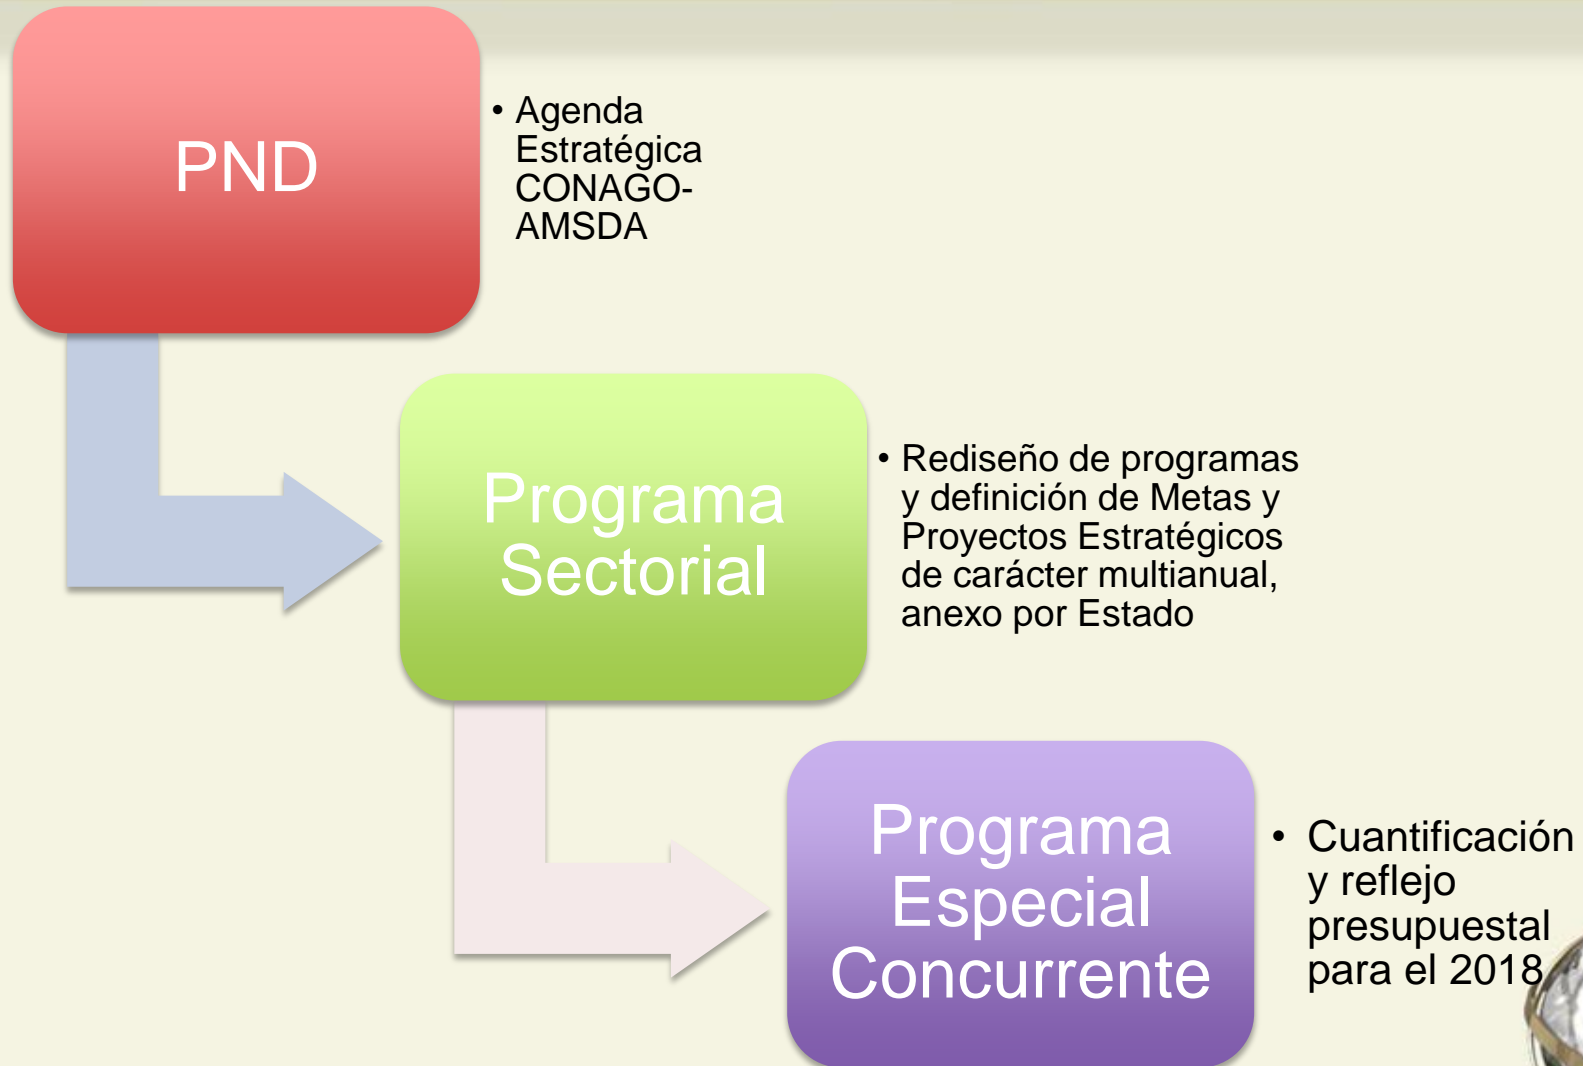 PND
• Agenda
Estratégica
CONAGO-
AMSDA
Programa
Sectorial
• Rediseño de programas
y definición de Metas y
Proyectos Estratégicos
de carácter multianual,
anexo por Estado
Programa
Especial
Concurrente
• Cuantificación
y reflejo
presupuestal
para el 2018